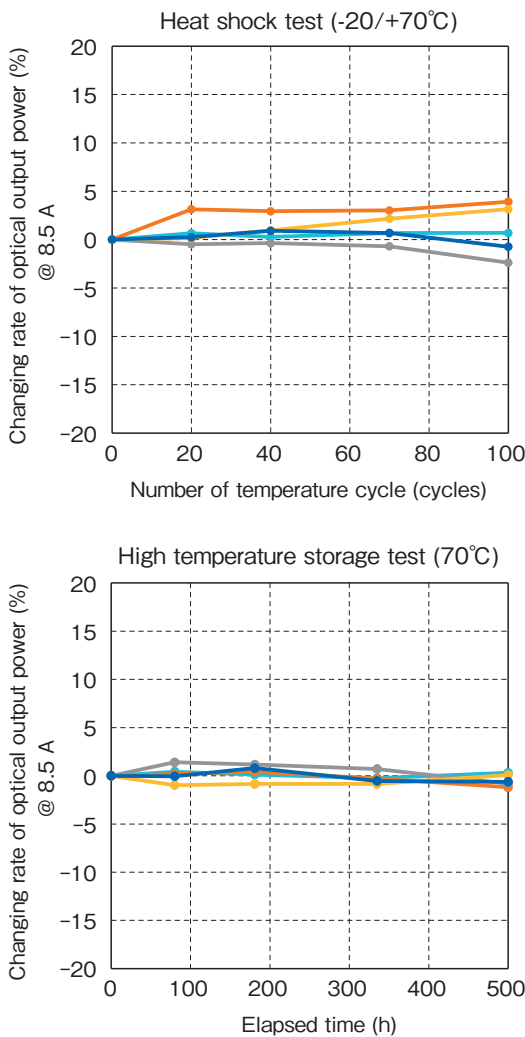 Heat shock test (-20/+70℃)
Changing rate of optical output power (%)
@ 8.5 A
20
15
10
5
0
−5
−10
−15
−20
0 20 40 60 80 100
Number of temperature cycle (cycles)
High temperature storage test (70℃)
Changing rate of optical output power (%)
@ 8.5 A
20
15
10
5
0
−5
−10
−15
−20
0 100 200 300 400 500
Elapsed time (h)